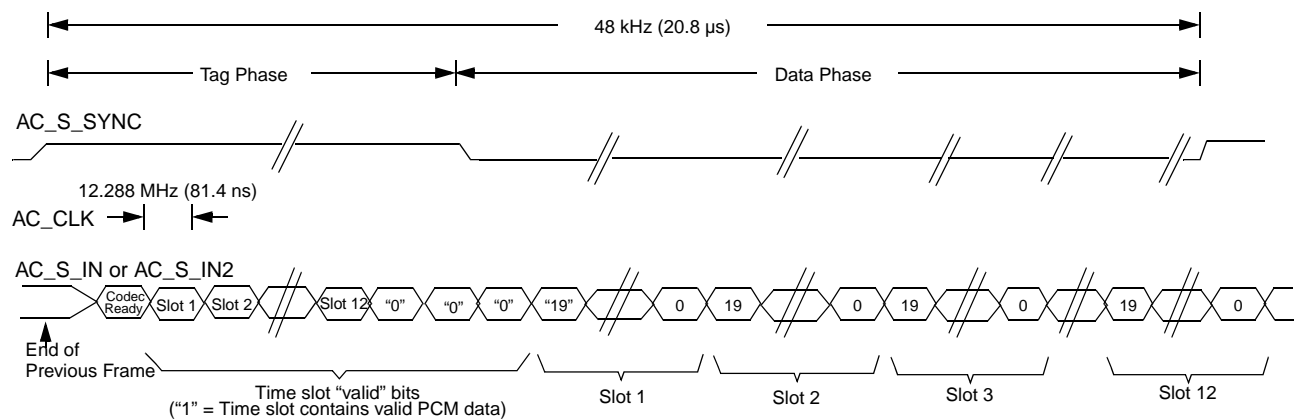 48 kHz (20.8 µs)
Tag Phase
Data Phase
AC_S_SYNC
12.288 MHz (81.4 ns)
AC_CLK
AC_S_IN or AC_S_IN2
Codec Ready Slot 1 Slot 2 Slot 12 “0” “0” “0” “19” 0 19 0 19 0 19 0
End of
Previous Frame
Time slot “valid” bits
(“1” = Time slot contains valid PCM data)
Slot 1
Slot 2
Slot 3
Slot 12